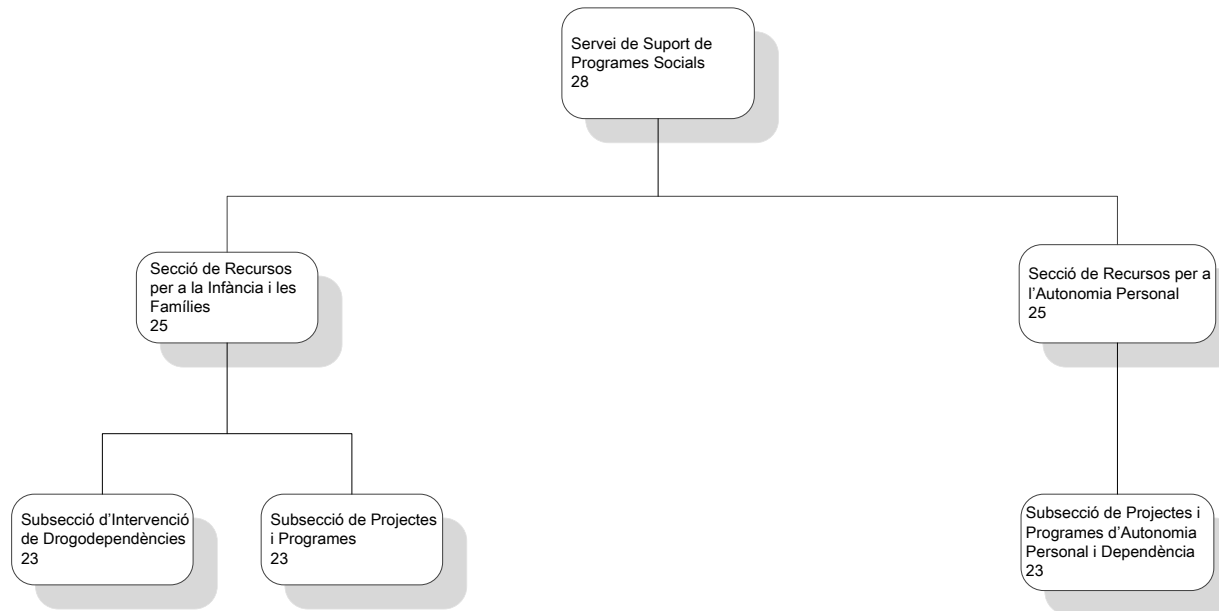 Servei de Suport de
Programes Socials
28
Secció de Recursos
per a la Infància i les
Famílies
25
Secció de Recursos per a
l’Autonomia Personal
25
Subsecció d’Intervenció
de Drogodependències
23
Subsecció de Projectes
i Programes
23
Subsecció de Projectes i
Programes d’Autonomia
Personal i Dependència
23